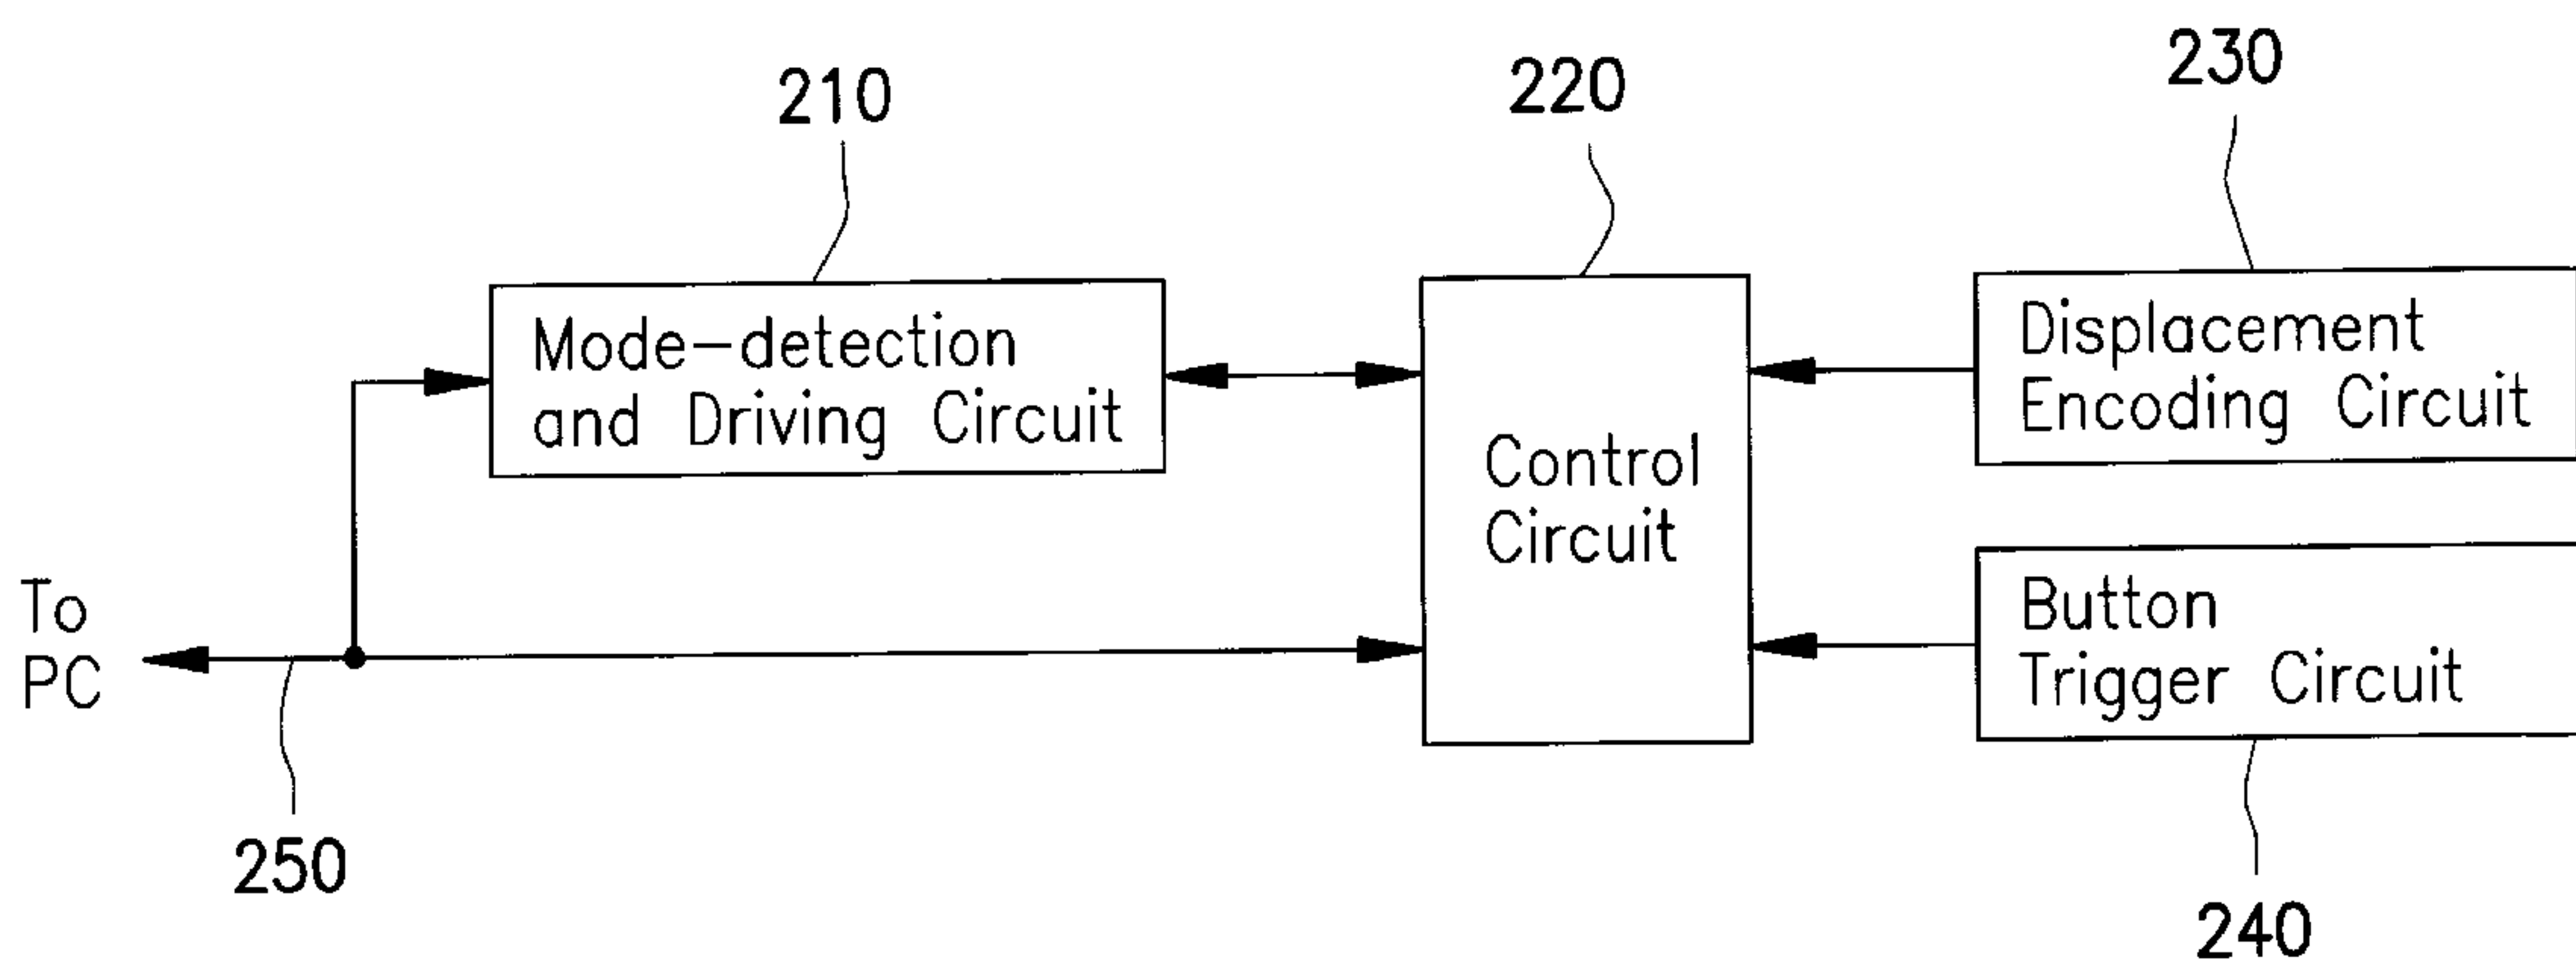 210
220
230
Mode-detection
and Driving Circuit
Control
Circuit
Displacement
Encoding Circuit
Button
Trigger Circuit
To
PC
250
240